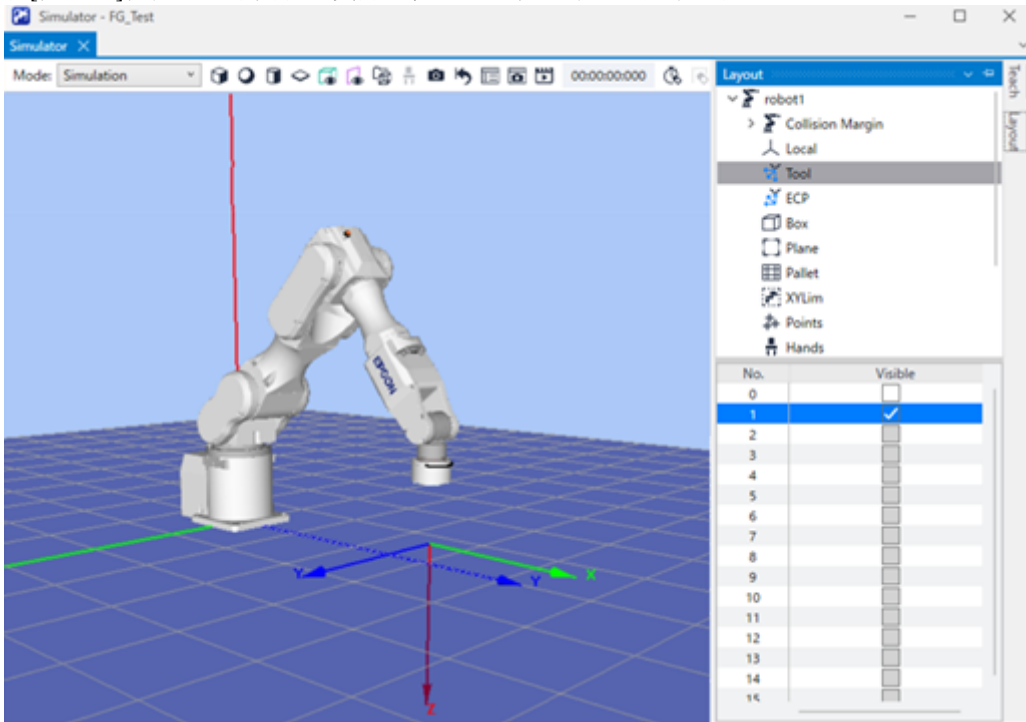 Simulator - FG_Test
Simulator
Mode: Simulation
00:00:00:000
Layout
robot1
Collision Margin
Local
Tool
ECP
Box
Plane
Pallet
XYLim
Points
Hands
Teach
Layout
No. Visible
0
1
2
3
4
5
6
7
8
9
10
11
12
13
14
15
EPSON
Y
Y
X
Z